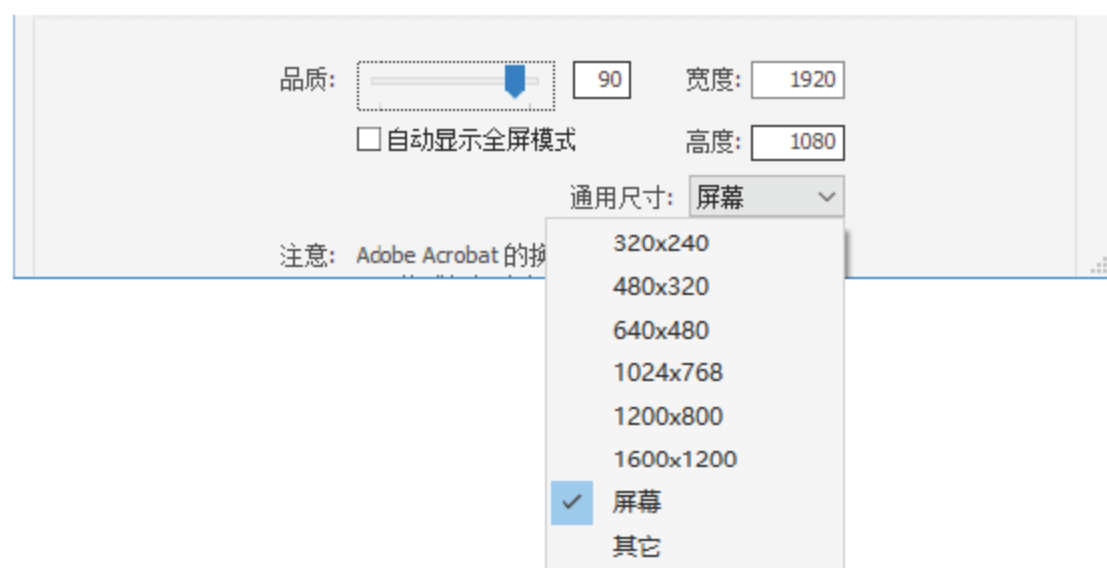 品质: 90 宽度: 1920
自动显示全屏模式 高度: 1080
通用尺寸: 屏幕
注意: Adobe Acrobat 的换
320x240
480x320
640x480
1024x768
1200x800
1600x1200
屏幕
其它